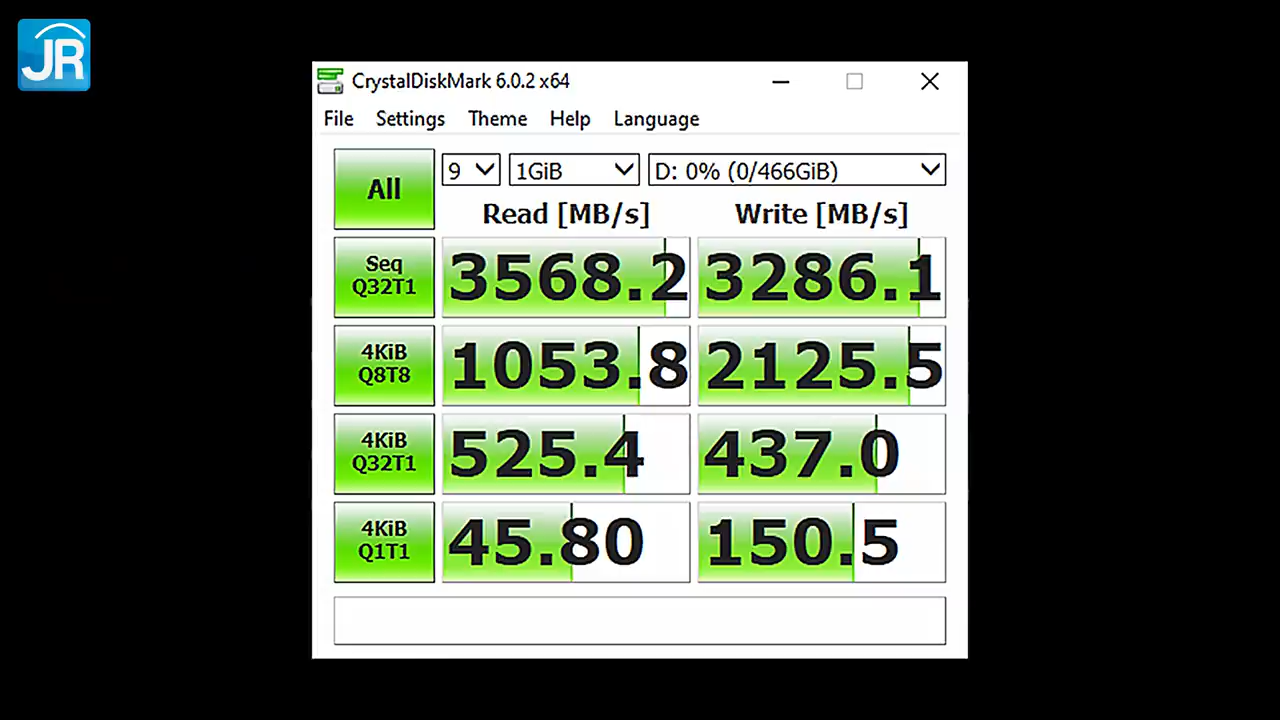 JR
CrystalDiskMark 6.0.2 x64
File Settings Theme Help Language
All 9 1GiB D: 0% (0/466GiB)
Read [MB/s] Write [MB/s]
Seq
Q32T1 3568.2 3286.1
4KiB
Q8T8 1053.8 2125.5
4KiB
Q32T1 525.4 437.0
4KiB
Q1T1 45.80 150.5